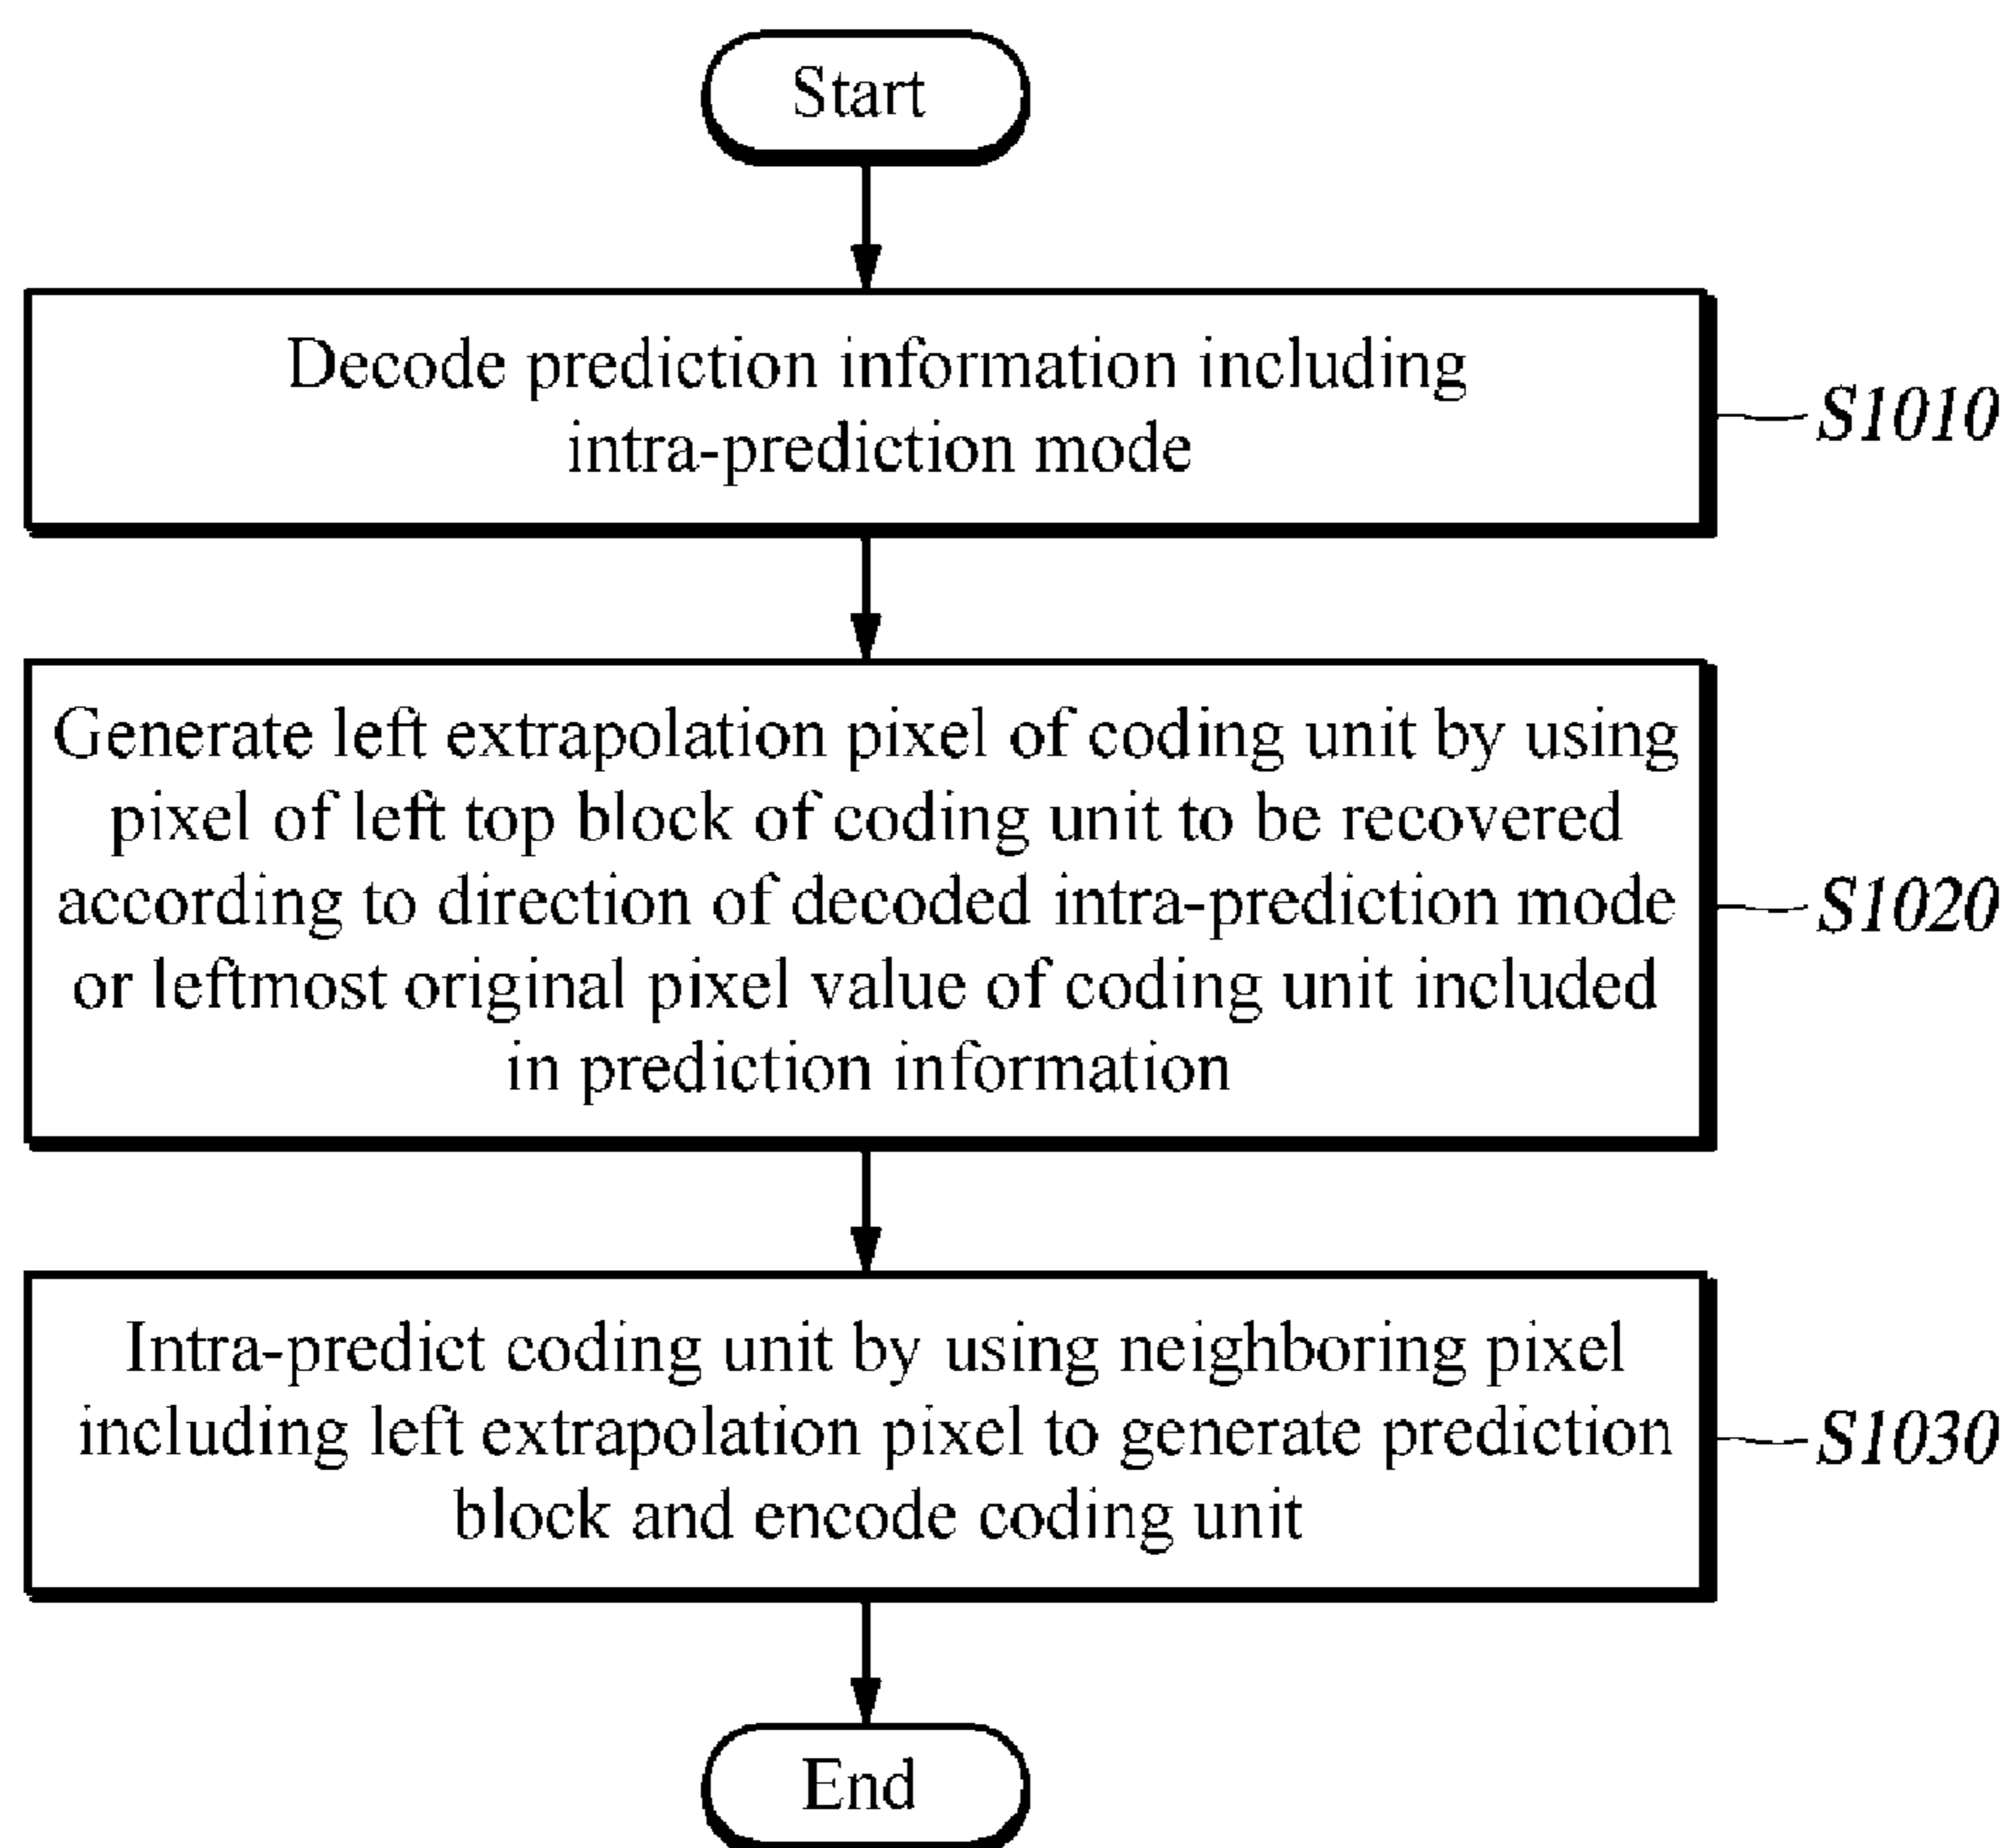 Start
Decode prediction information including
intra-prediction mode
S1010
Generate left extrapolation pixel of coding unit by using
pixel of left top block of coding unit to be recovered
according to direction of decoded intra-prediction mode
or leftmost original pixel value of coding unit included
in prediction information
S1020
Intra-predict coding unit by using neighboring pixel
including left extrapolation pixel to generate prediction
block and encode coding unit
S1030
End